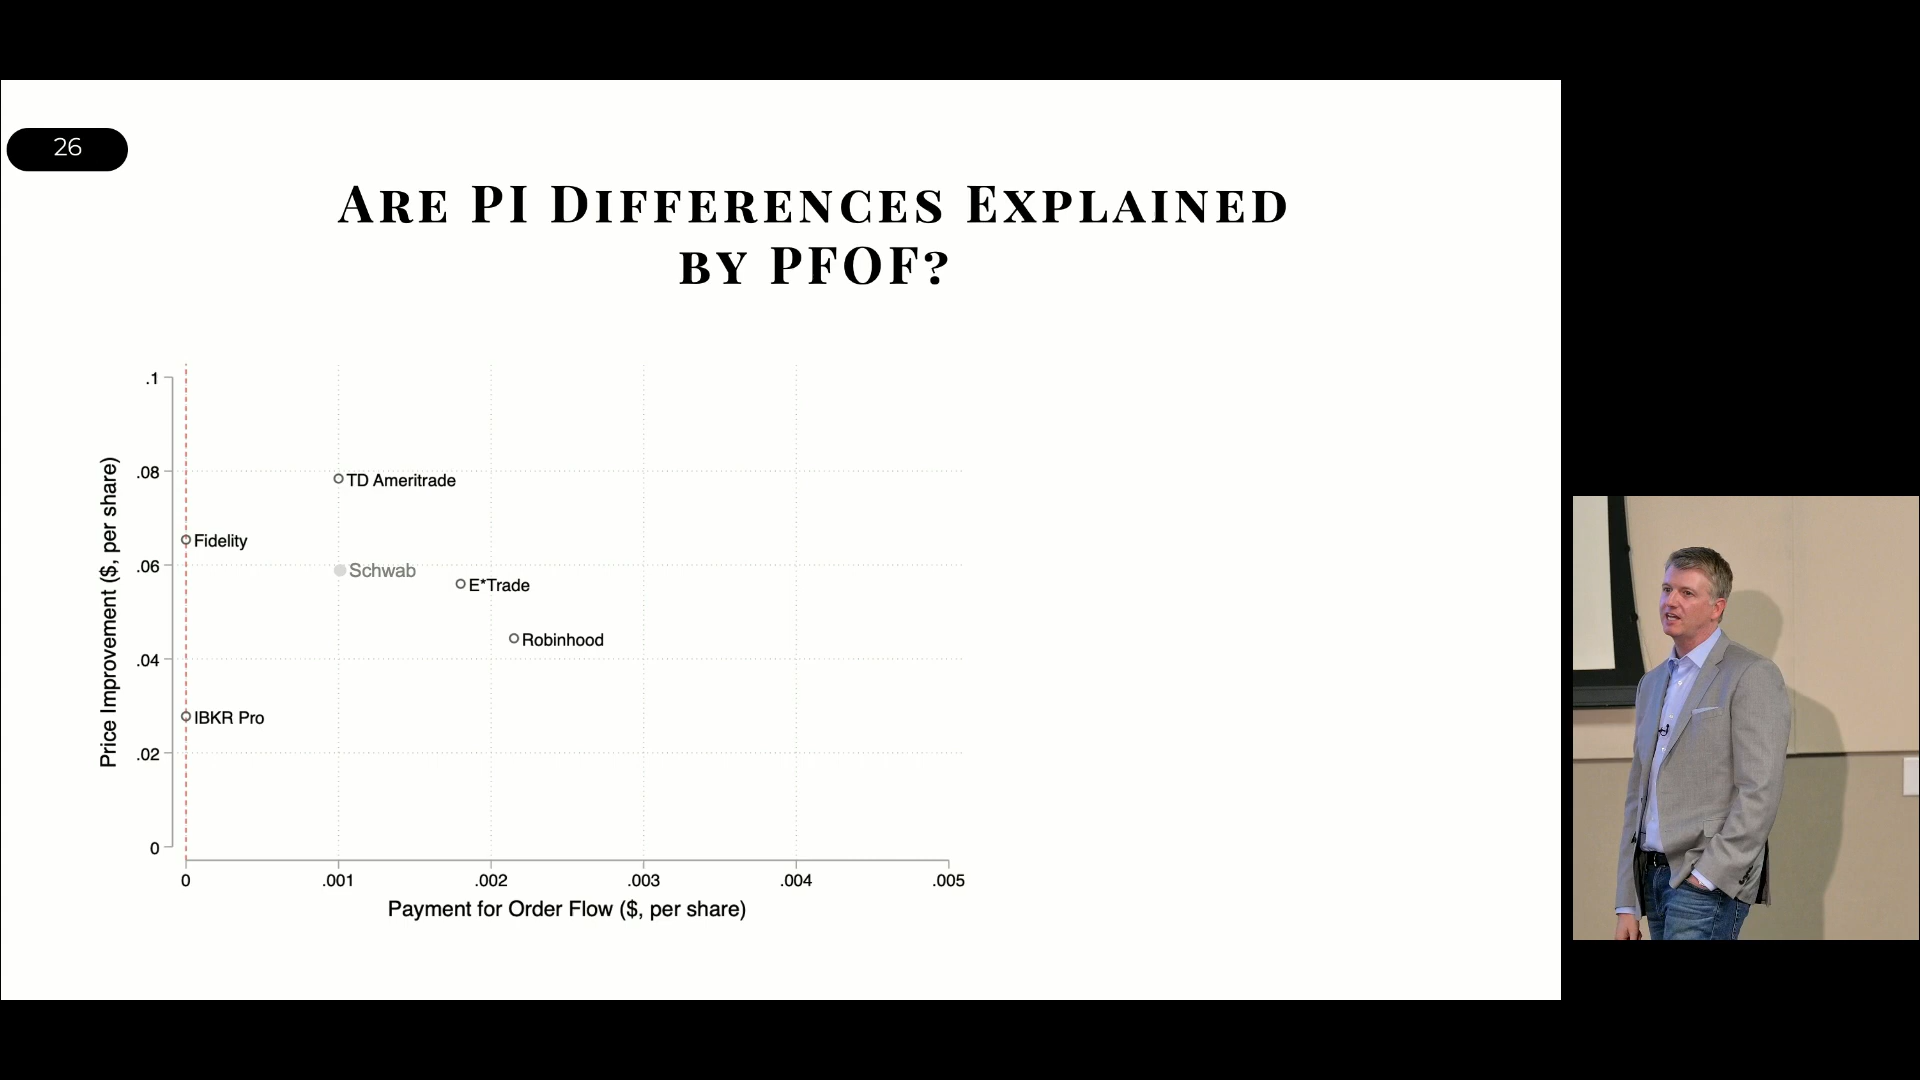 26
Are PI Differences Explained
by PFOF?
.1
.08
.06
.04
.02
0
Price Improvement ($, per share)
TD Ameritrade
Fidelity
Schwab
E*Trade
Robinhood
IBKR Pro
0 .001 .002 .003 .004 .005
Payment for Order Flow ($, per share)